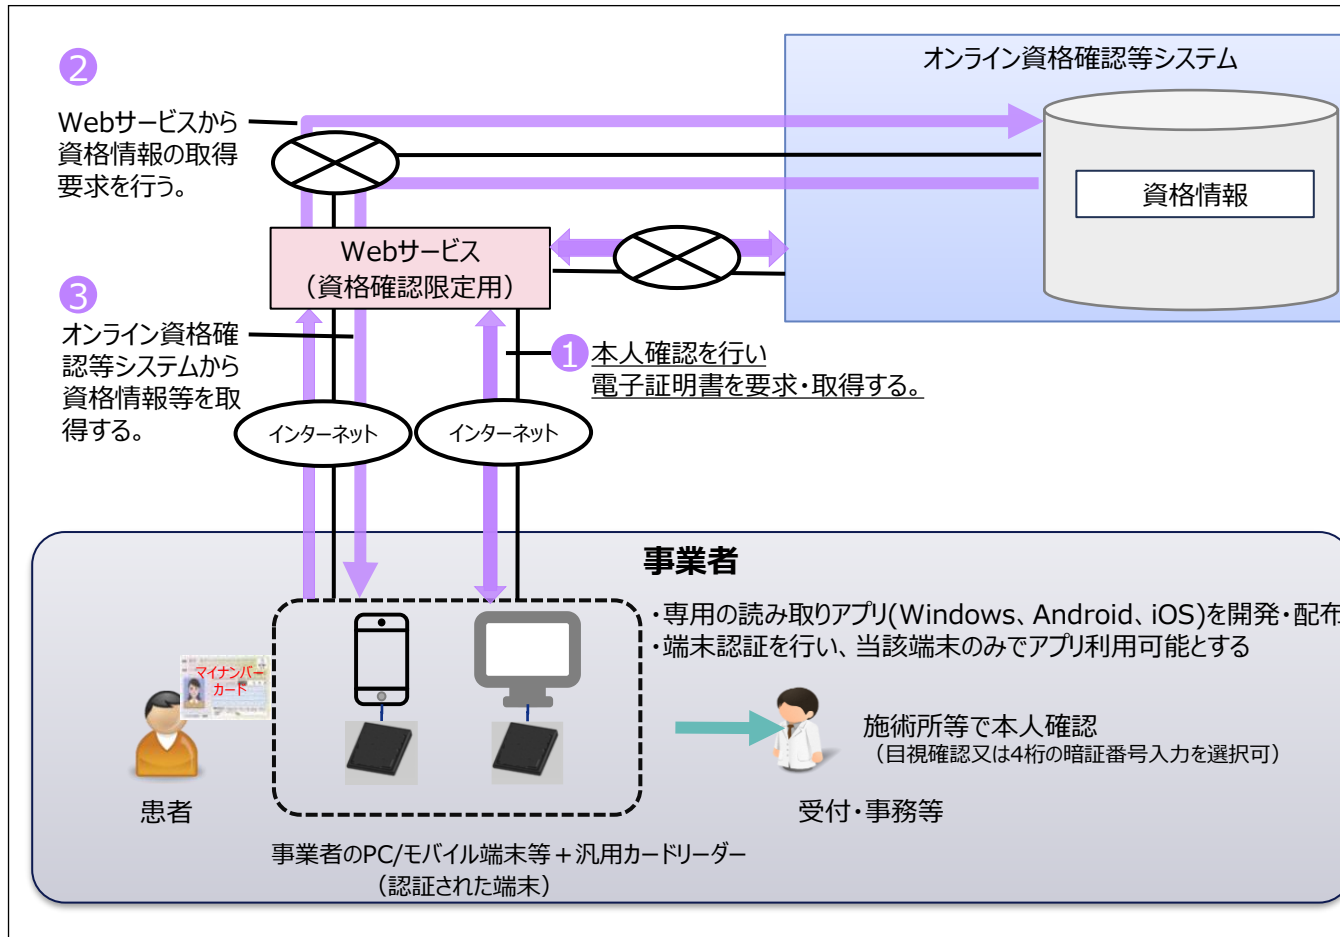 オンライン資格確認等システム
資格情報
❷
Webサービスから
資格情報の取得
要求を行う。
Webサービス
（資格確認限定用）
❸
オンライン資格確
認等システムから
資格情報等を取
得する。
❶
本人確認を行い
電子証明書を要求・取得する。
インターネット
インターネット
事業者
・専用の読み取りアプリ(Windows、Android、iOS)を開発・配布
・端末認証を行い、当該端末のみでアプリ利用可能とする
マイナンバー
カード
患者
施術所等で本人確認
（目視確認又は4桁の暗証番号入力を選択可）
受付・事務等
事業者のPC/モバイル端末等＋汎用カードリーダー
（認証された端末）